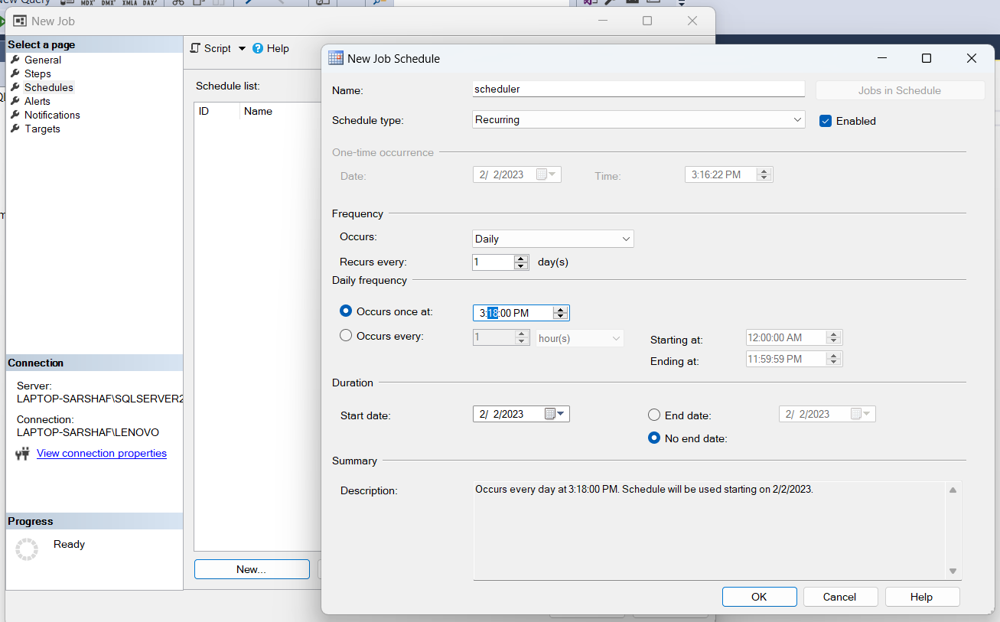 New Query
MDX DMX XMLA DAX
New Job
Select a page
General
Steps
Schedules
Alerts
Notifications
Targets
Connection
Server:
LAPTOP-SARSHAF\SQLSERVER2
Connection:
LAPTOP-SARSHAF\LENOVO
View connection properties
Progress
Ready
Script Help
Schedule list:
ID Name
New...
New Job Schedule
Name: scheduler Jobs in Schedule
Schedule type: Recurring Enabled
One-time occurrence
Date: 2/ 2/2023 Time: 3:16:22 PM
Frequency
Occurs: Daily
Recurs every: 1 day(s)
Daily frequency
Occurs once at: 3:18:00 PM
Occurs every: 1 hour(s) Starting at: 12:00:00 AM
Ending at: 11:59:59 PM
Duration
Start date: 2/ 2/2023 End date: 2/ 2/2023
No end date:
Summary
Description: Occurs every day at 3:18:00 PM. Schedule will be used starting on 2/2/2023.
OK Cancel Help